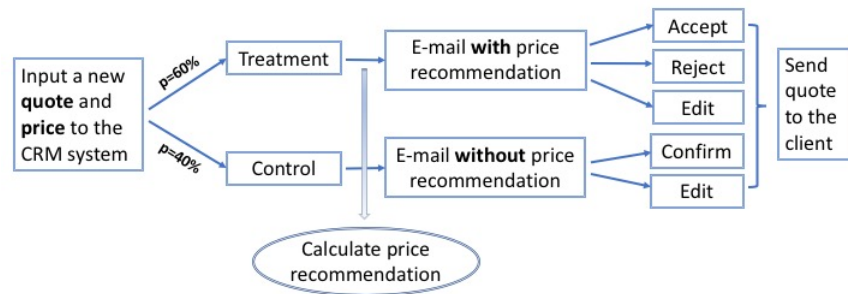 Input a new
quote and
price to the
CRM system
p=60%
p=40%
Treatment
Control
E-mail with price
recommendation
E-mail without price
recommendation
Accept
Reject
Edit
Confirm
Edit
Send
quote
to the
client
Calculate price
recommendation